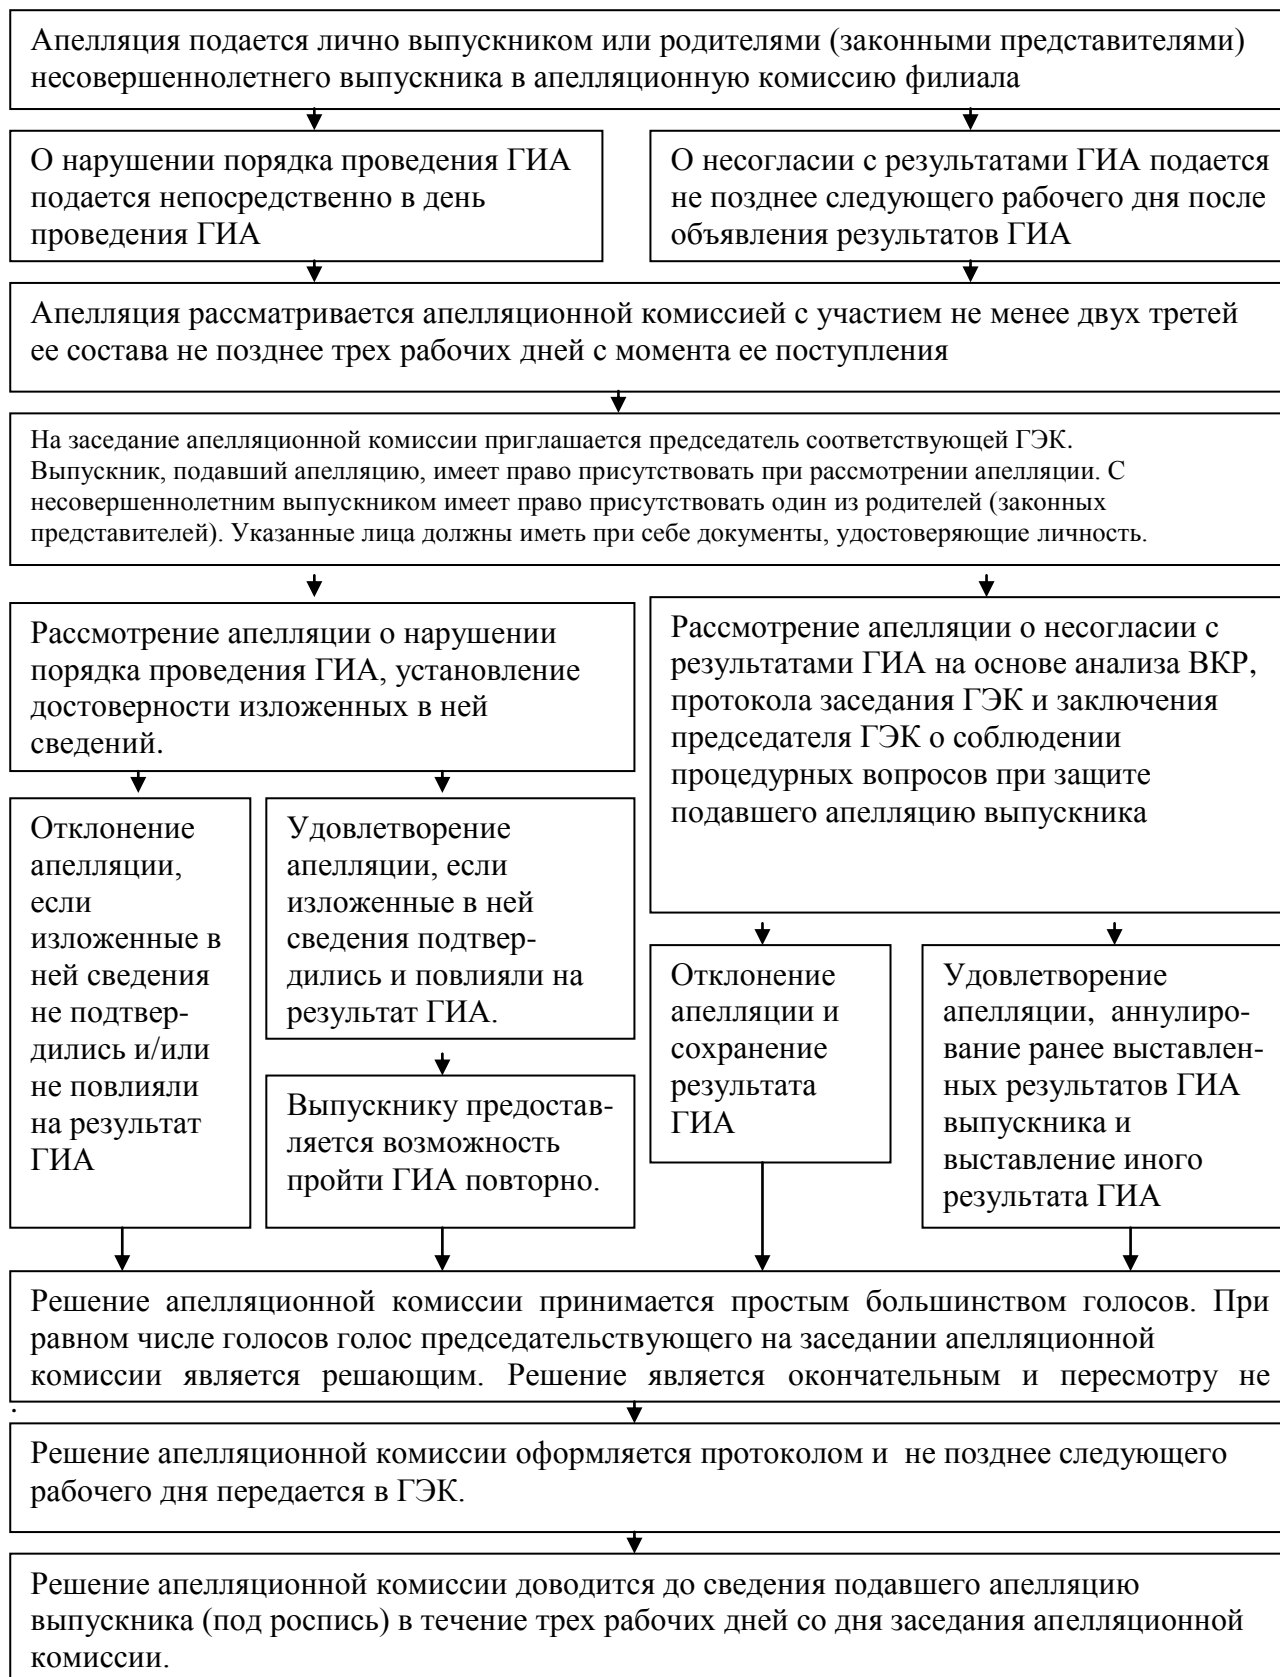 Апелляция подается лично выпускником или родителями (законными представителями)
несовершеннолетнего выпускника в апелляционную комиссию филиала
О нарушении порядка проведения ГИА
подается непосредственно в день
проведения ГИА
О несогласии с результатами ГИА подается
не позднее следующего рабочего дня после
объявления результатов ГИА
Апелляция рассматривается апелляционной комиссией с участием не менее двух третей
ее состава не позднее трех рабочих дней с момента ее поступления
На заседание апелляционной комиссии приглашается председатель соответствующей ГЭК.
Выпускник, подавший апелляцию, имеет право присутствовать при рассмотрении апелляции. С
несовершеннолетним выпускником имеет право присутствовать один из родителей (законных
представителей). Указанные лица должны иметь при себе документы, удостоверяющие личность.
Рассмотрение апелляции о нарушении
порядка проведения ГИА, установление
достоверности изложенных в ней
сведений.
Рассмотрение апелляции о несогласии с
результатами ГИА на основе анализа ВКР,
протокола заседания ГЭК и заключения
председателя ГЭК о соблюдении
процедурных вопросов при защите
подавшего апелляцию выпускника
Отклонение
апелляции,
если
изложенные в
ней сведения
не подтвер-
дились и/или
не повлияли
на результат
ГИА
Удовлетворение
апелляции, если
изложенные в ней
сведения подтвер-
дились и повлияли на
результат ГИА.
Выпускнику предостав-
ляется возможность
пройти ГИА повторно.
Отклонение
апелляции и
сохранение
результата
ГИА
Удовлетворение
апелляции, аннулиро-
вание ранее выставлен-
ных результатов ГИА
выпускника и
выставление иного
результата ГИА
Решение апелляционной комиссии принимается простым большинством голосов. При
равном числе голосов голос председательствующего на заседании апелляционной
комиссии является решающим. Решение является окончательным и пересмотру не
.
Решение апелляционной комиссии оформляется протоколом и не позднее следующего
рабочего дня передается в ГЭК.
Решение апелляционной комиссии доводится до сведения подавшего апелляцию
выпускника (под роспись) в течение трех рабочих дней со дня заседания апелляционной
комиссии.